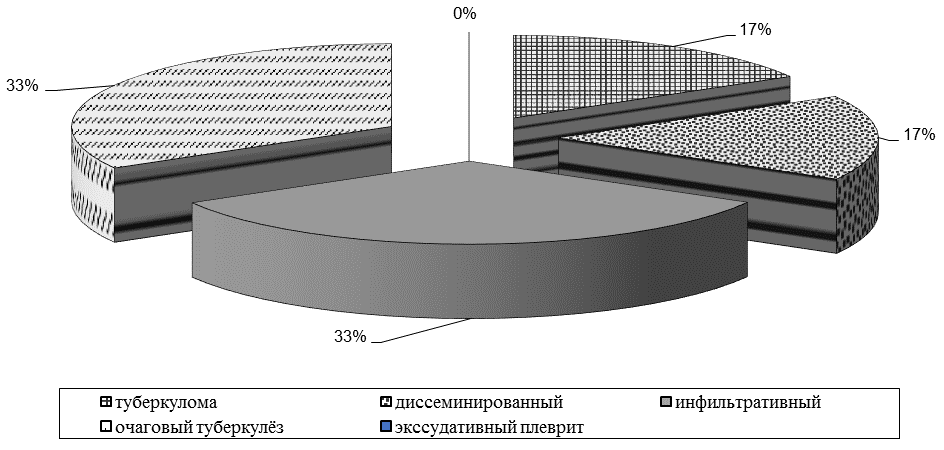 0%
17%
33%
17%
33%
туберкулома диссеминированный инфильтративный
очаговый туберкулёз экссудативный плеврит